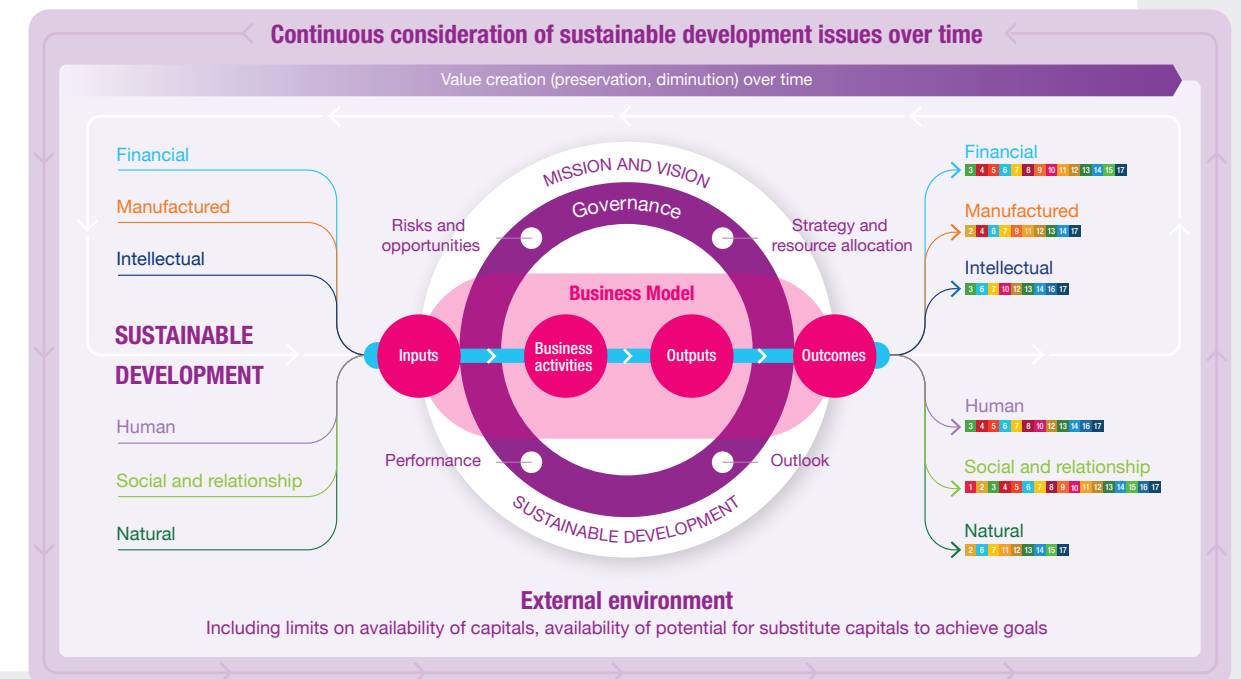 Continuous consideration of sustainable development issues over time
Value creation (preservation, diminution) over time
Financial
Manufactured
Intellectual
SUSTAINABLE
DEVELOPMENT
Human
Social and relationship
Natural
MISSION AND VISION
Governance
Risks and
opportunities
Strategy and
resource allocation
Business Model
Inputs
Business
activities
Outputs
Outcomes
Performance
Outlook
SUSTAINABLE DEVELOPMENT
Financial
3 4 5 6 7 8 9 10 11 12 13 14 15 17
Manufactured
2 4 6 7 9 11 12 13 14 17
Intellectual
3 6 7 10 12 13 14 16 17
Human
3 4 5 6 7 8 10 12 13 14 16 17
Social and relationship
1 2 3 4 5 6 7 8 9 10 11 12 13 14 15 16 17
Natural
2 6 7 11 12 13 14 15 17
External environment
Including limits on availability of capitals, availability of potential for substitute capitals to achieve goals